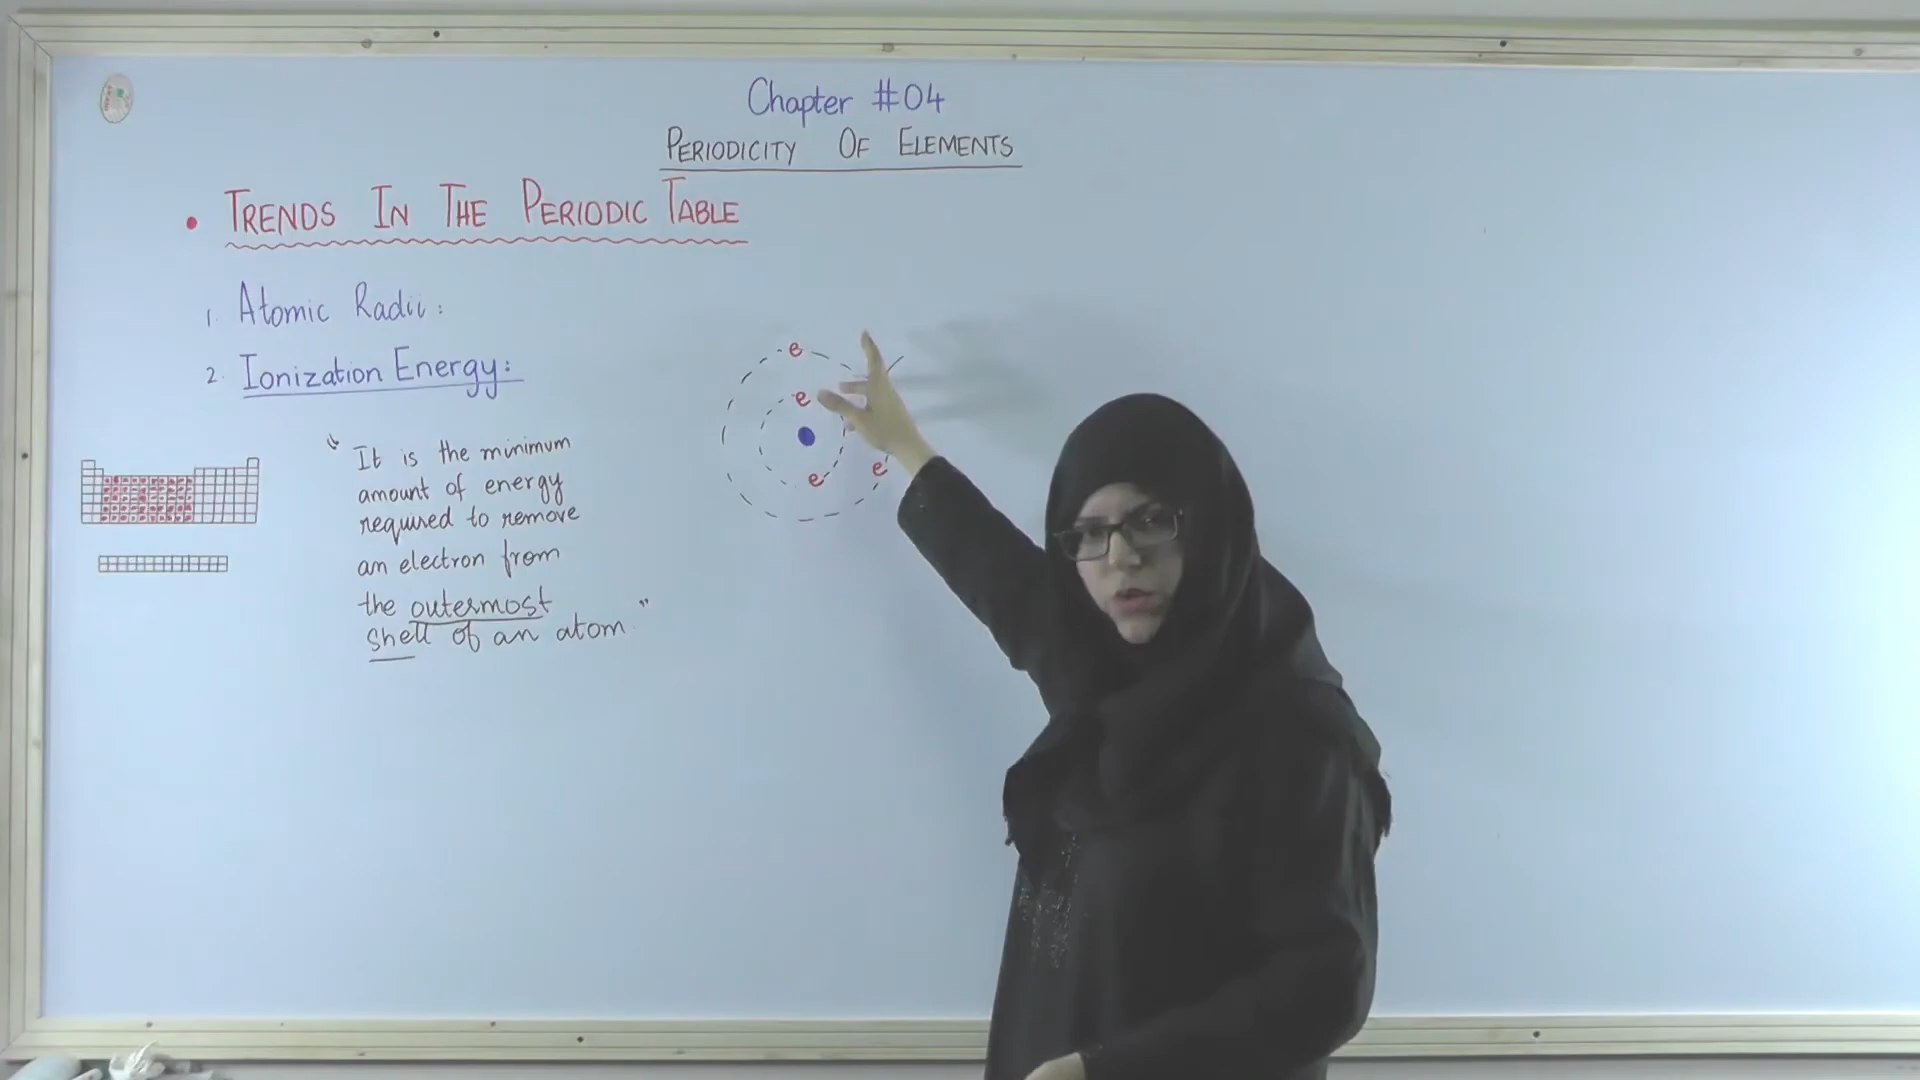 Chapter #04
PERIODICITY OF ELEMENTS
• TRENDS IN THE PERIODIC TABLE
1. Atomic Radii:
2. Ionization Energy:
e
e
e
e
“ It is the minimum
amount of energy
required to remove
an electron from
the outermost
shell of an atom ”